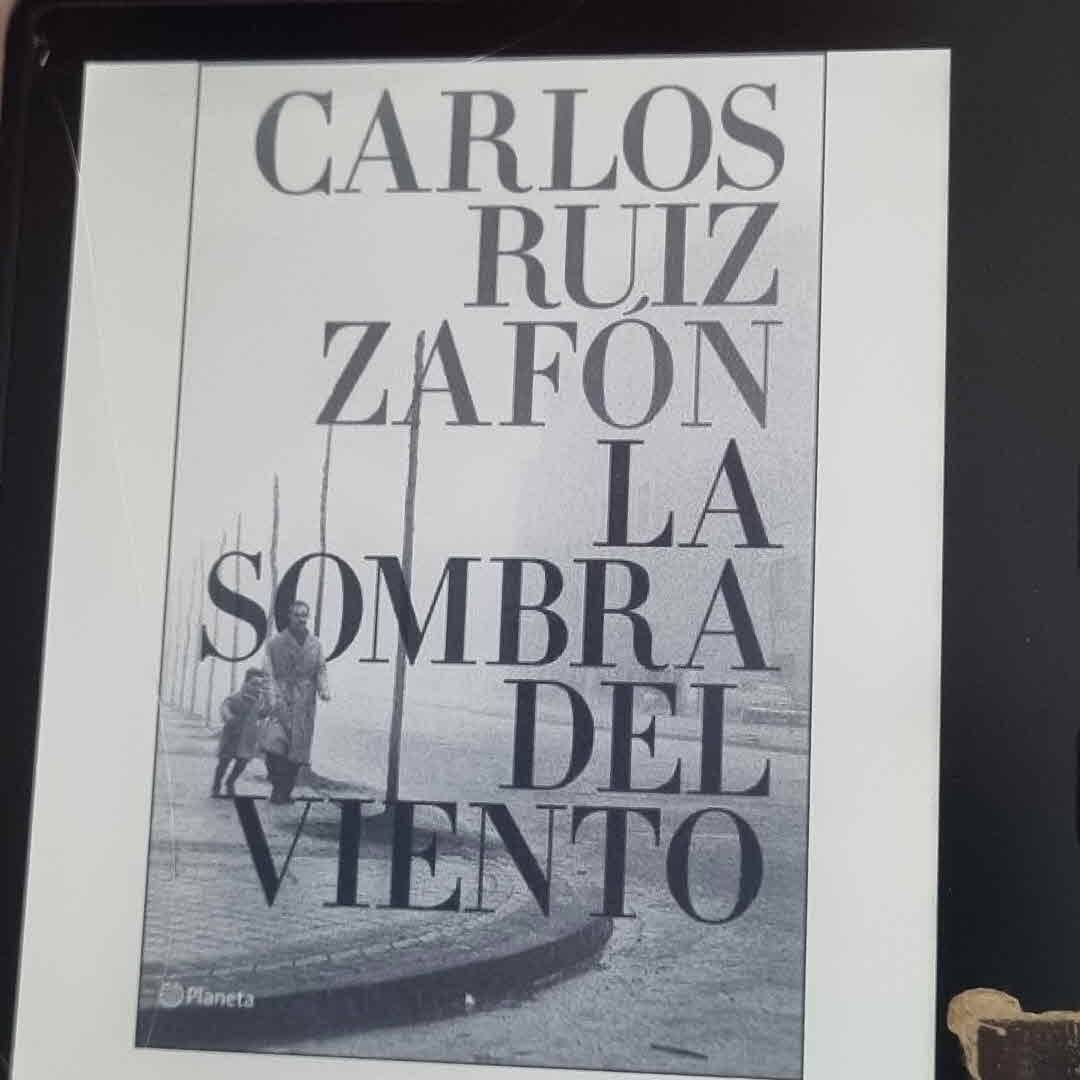 CARLOS
RUIZ
ZAFÓN
LA
SOMBRA
DEL
VIENTO
Planeta